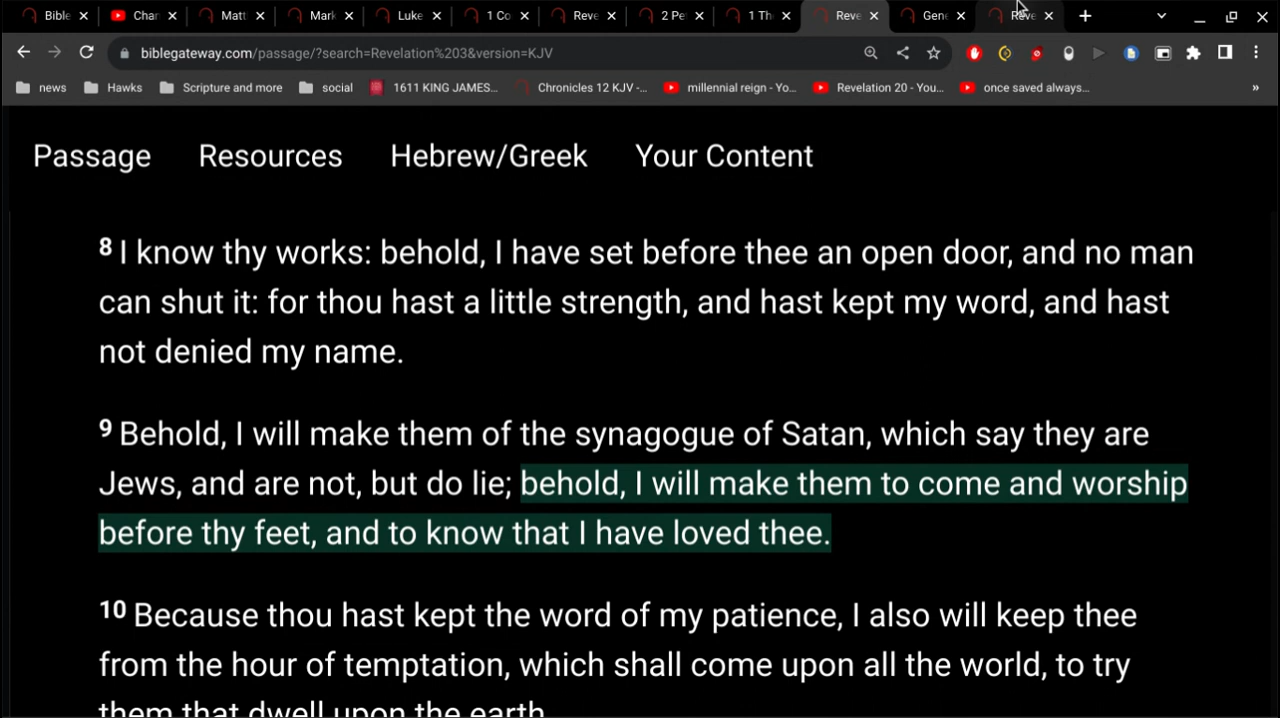 Bible Char Matt Mark Luke 1 Co Reve 2 Pe 1 Th Reve Gene Reve
biblegateway.com/passage/?search=Revelation%203&version=KJV
news Hawks Scripture and more social 1611 KING JAMES... Chronicles 12 KJV -... millennial reign - Yo... Revelation 20 - You... once saved always... »
Passage Resources Hebrew/Greek Your Content
8 I know thy works: behold, I have set before thee an open door, and no man
can shut it: for thou hast a little strength, and hast kept my word, and hast
not denied my name.
9 Behold, I will make them of the synagogue of Satan, which say they are
Jews, and are not, but do lie; behold, I will make them to come and worship
before thy feet, and to know that I have loved thee.
10 Because thou hast kept the word of my patience, I also will keep thee
from the hour of temptation, which shall come upon all the world, to try
them that dwell upon the earth